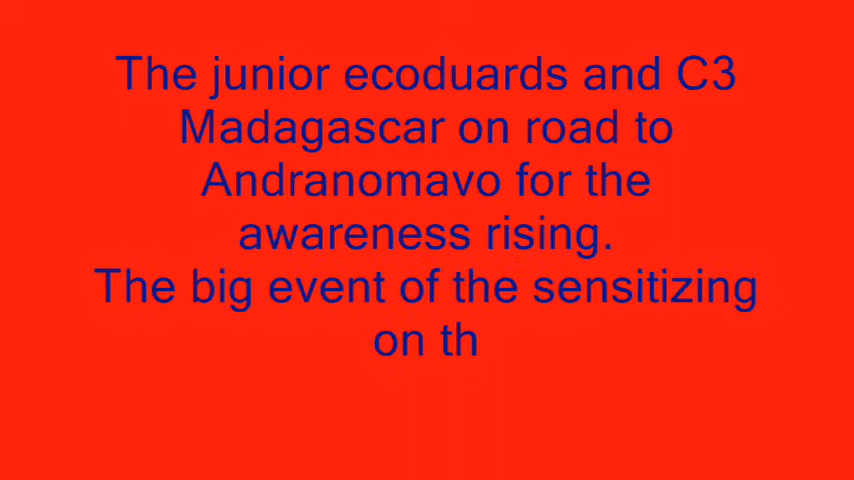 The junior ecoduards and C3
Madagascar on road to
Andranomavo for the
awareness rising.
The big event of the sensitizing
on th